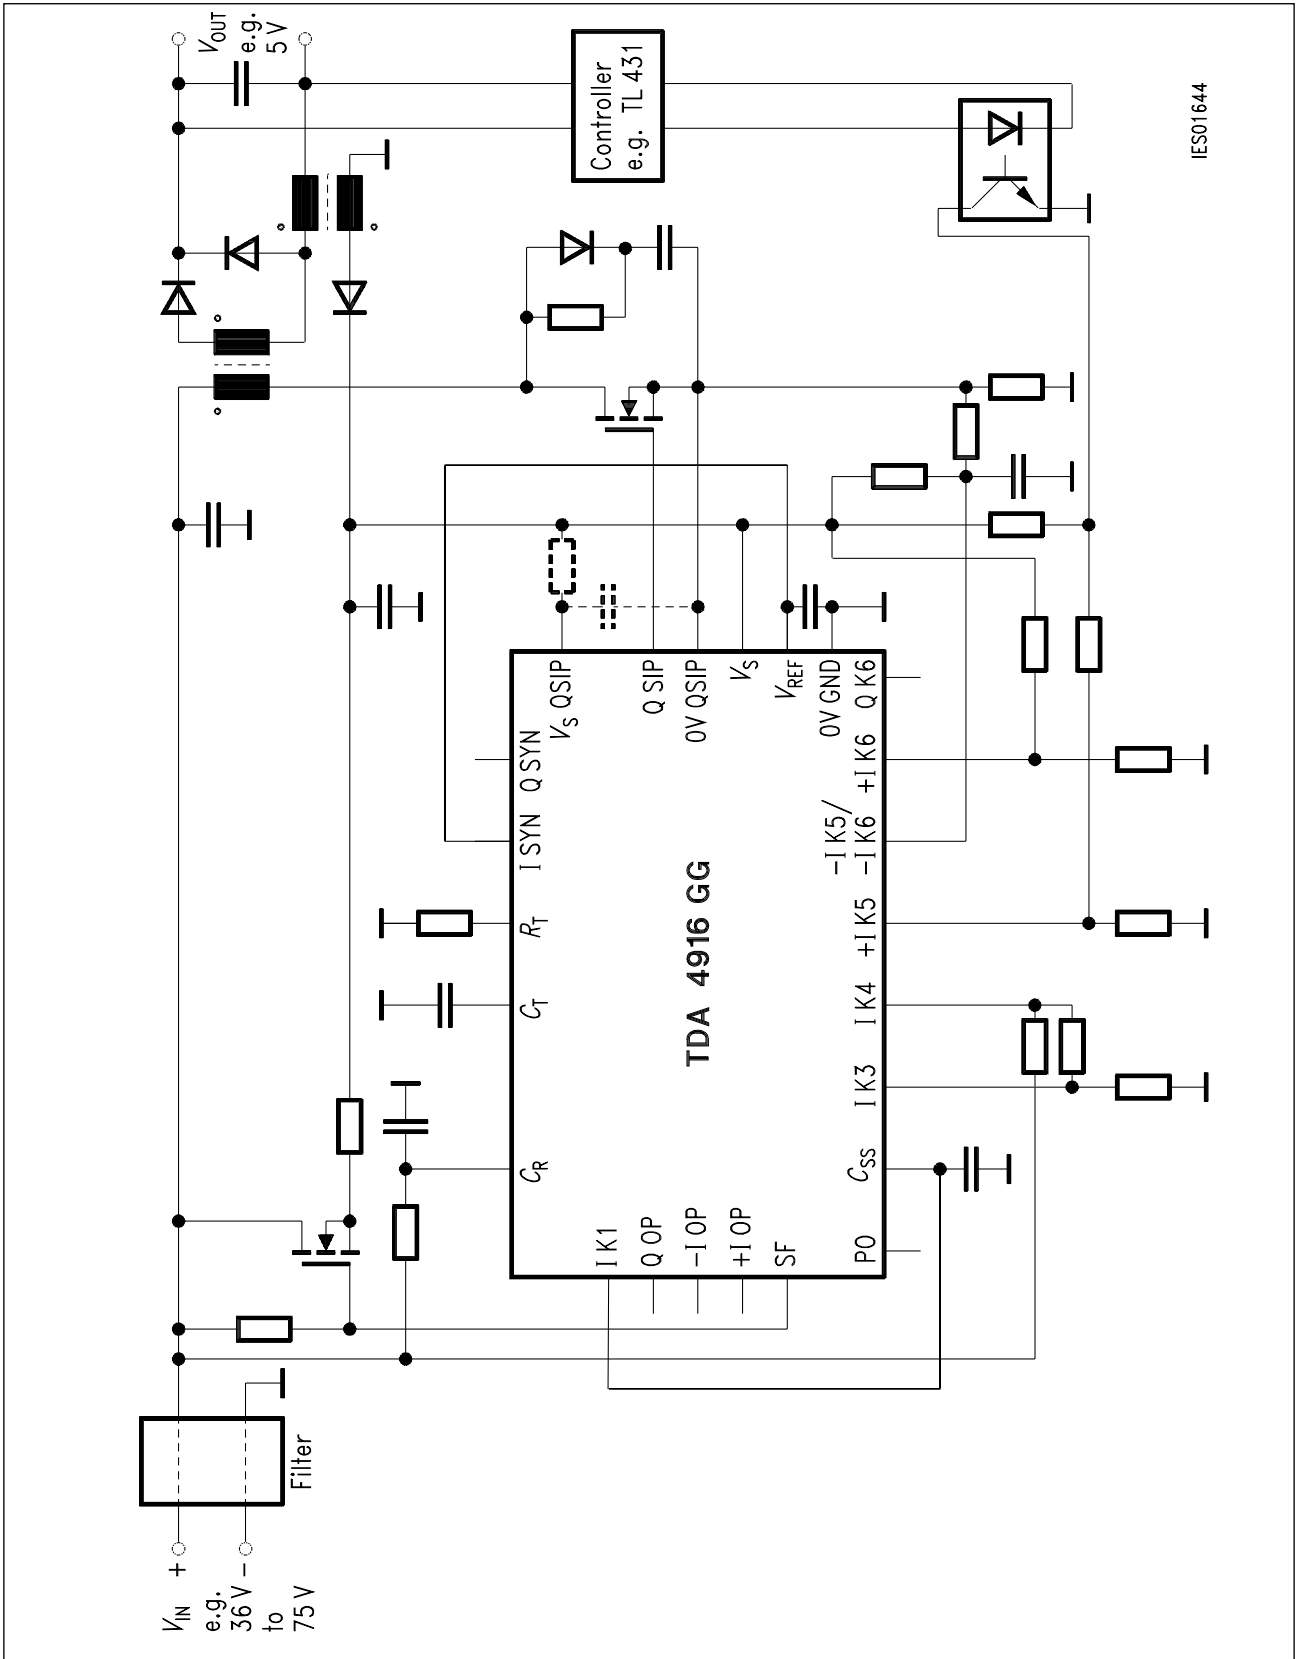 V_IN +
e.g.
36 V –
to
75 V
Filter
V_OUT
e.g.
5 V
Controller
e.g. TL 431
TDA 4916 GG
C_R
C_T
R_T
I SYN
Q SYN
V_S QSIP
Q SIP
0V QSIP
V_S
V_REF
0V GND
Q K6
+I K6
–I K5/
–I K6
+I K5
I K4
I K3
C_SS
PO
I K1
Q OP
–I OP
+I OP
SF
IES01644